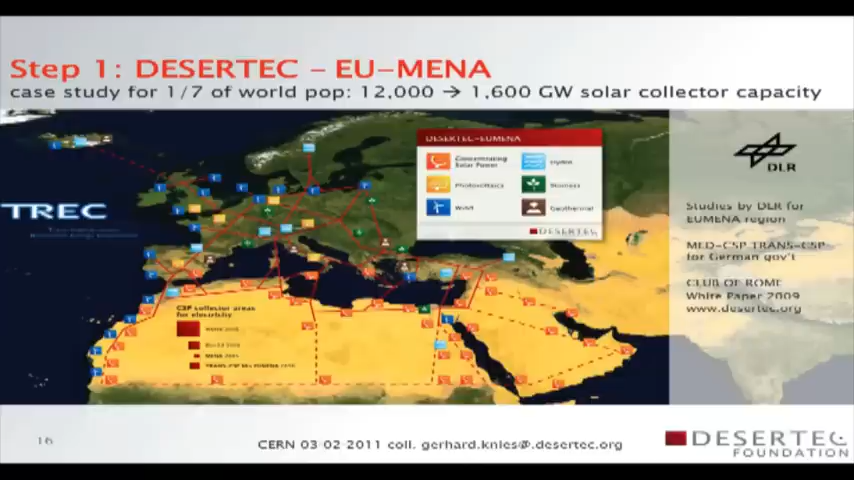 Step 1: DESERTEC – EU–MENA
case study for 1/7 of world pop: 12,000 → 1,600 GW solar collector capacity
DESERTEC–EUMENA
Concentrating
Solar Power
Hydro
Photovoltaics
Biomass
Wind
Geothermal
DESERTEC
TREC
CSP collector areas
for electricity
DLR
Studies by DLR for
EUMENA region
MED–CSP TRANS–CSP
for German gov't
CLUB OF ROME
White Paper 2009
www.desertec.org
16
CERN 03 02 2011 coll. gerhard.knies@.desertec.org
DESERTEC
FOUNDATION